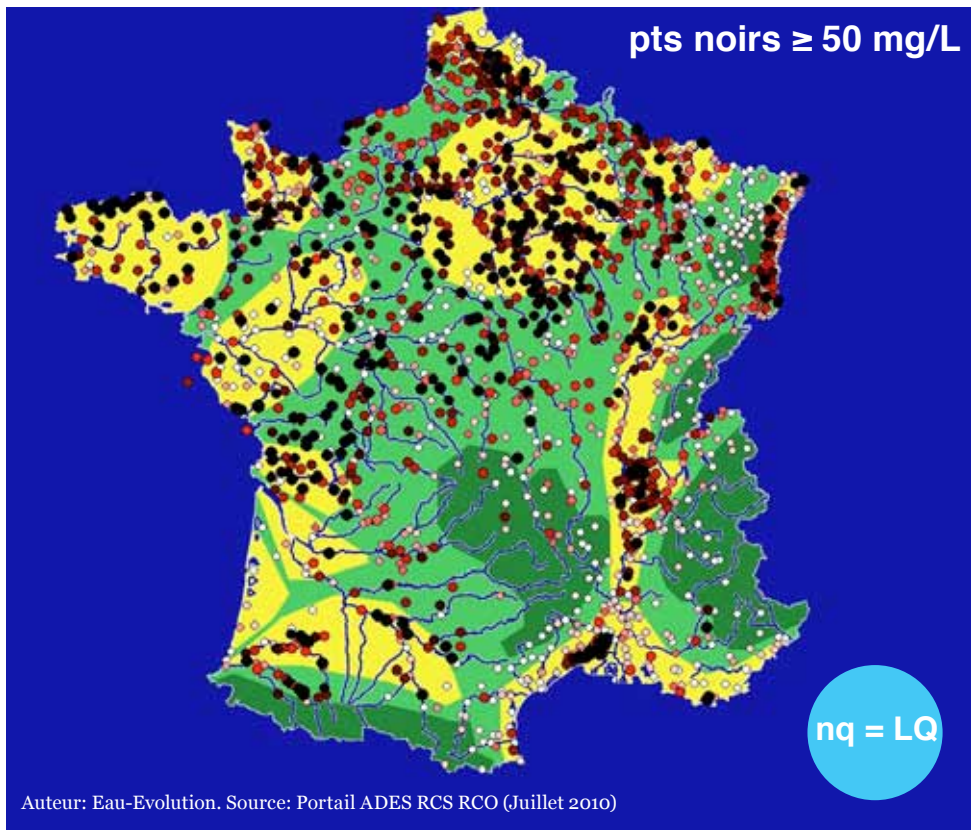 pts noirs ≥ 50 mg/L
nq = LQ
Auteur: Eau-Evolution. Source: Portail ADES RCS RCO (Juillet 2010)